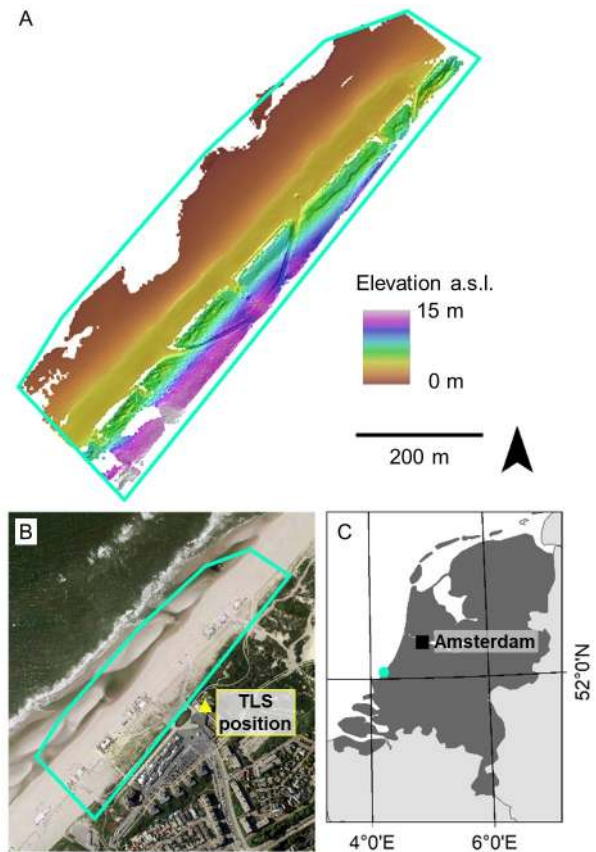 A
Elevation a.s.l.
15 m
0 m
200 m
B
TLS
position
C
Amsterdam
52°0'N
4°0'E
6°0'E